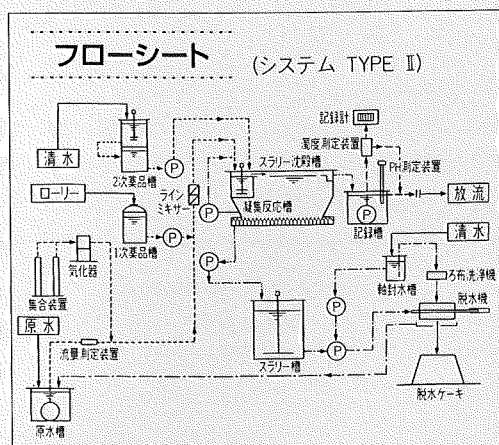 フローシート
(システム TYPE Ⅱ)
記録計
濁度測定装置
清水
2次薬品槽
P
スラリー沈殿槽
PH測定装置
ローリー
ライン
ミキサー
凝集反応槽
P
P
記録槽
放流
1次薬品槽
P
清水
気化器
P
軸封水槽
ろ布洗浄機
集合装置
脱水機
原水
P
流量測定装置
スラリー槽
P
原水槽
脱水ケーキ